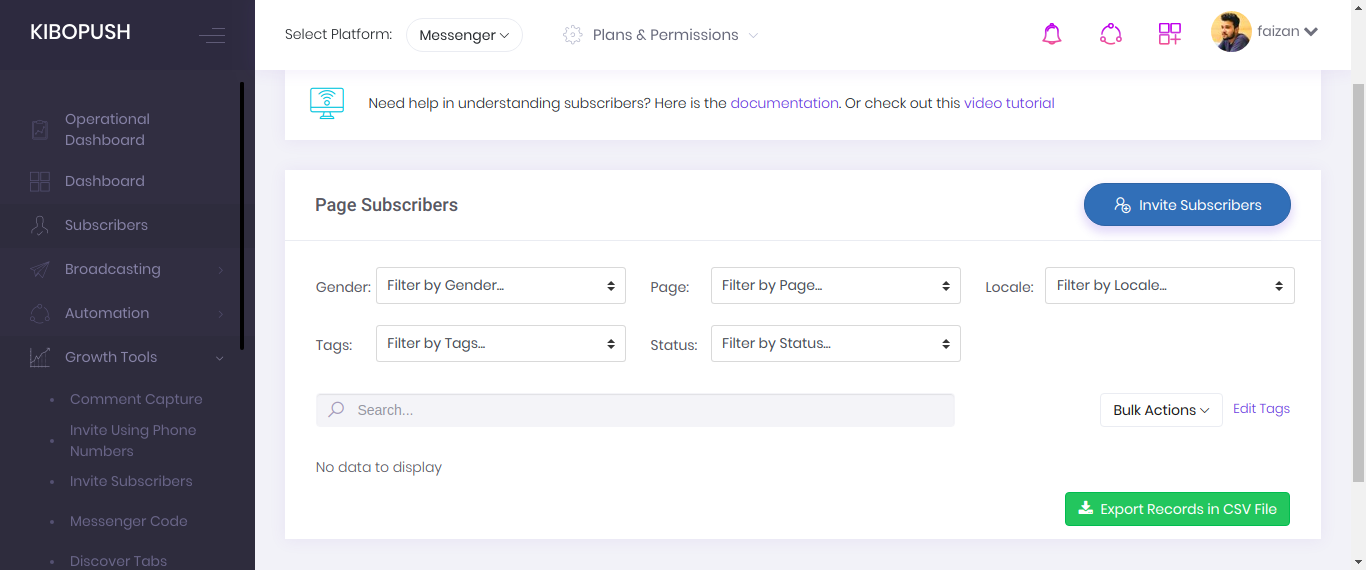 KIBOPUSH
Select Platform: Messenger Plans & Permissions faizan
Operational
Dashboard
Dashboard
Subscribers
Broadcasting
Automation
Growth Tools
Comment Capture
Invite Using Phone
Numbers
Invite Subscribers
Messenger Code
Discover Tabs
Need help in understanding subscribers? Here is the documentation. Or check out this video tutorial
Page Subscribers Invite Subscribers
Gender: Filter by Gender... Page: Filter by Page... Locale: Filter by Locale...
Tags: Filter by Tags... Status: Filter by Status...
Search... Bulk Actions Edit Tags
No data to display
Export Records in CSV File